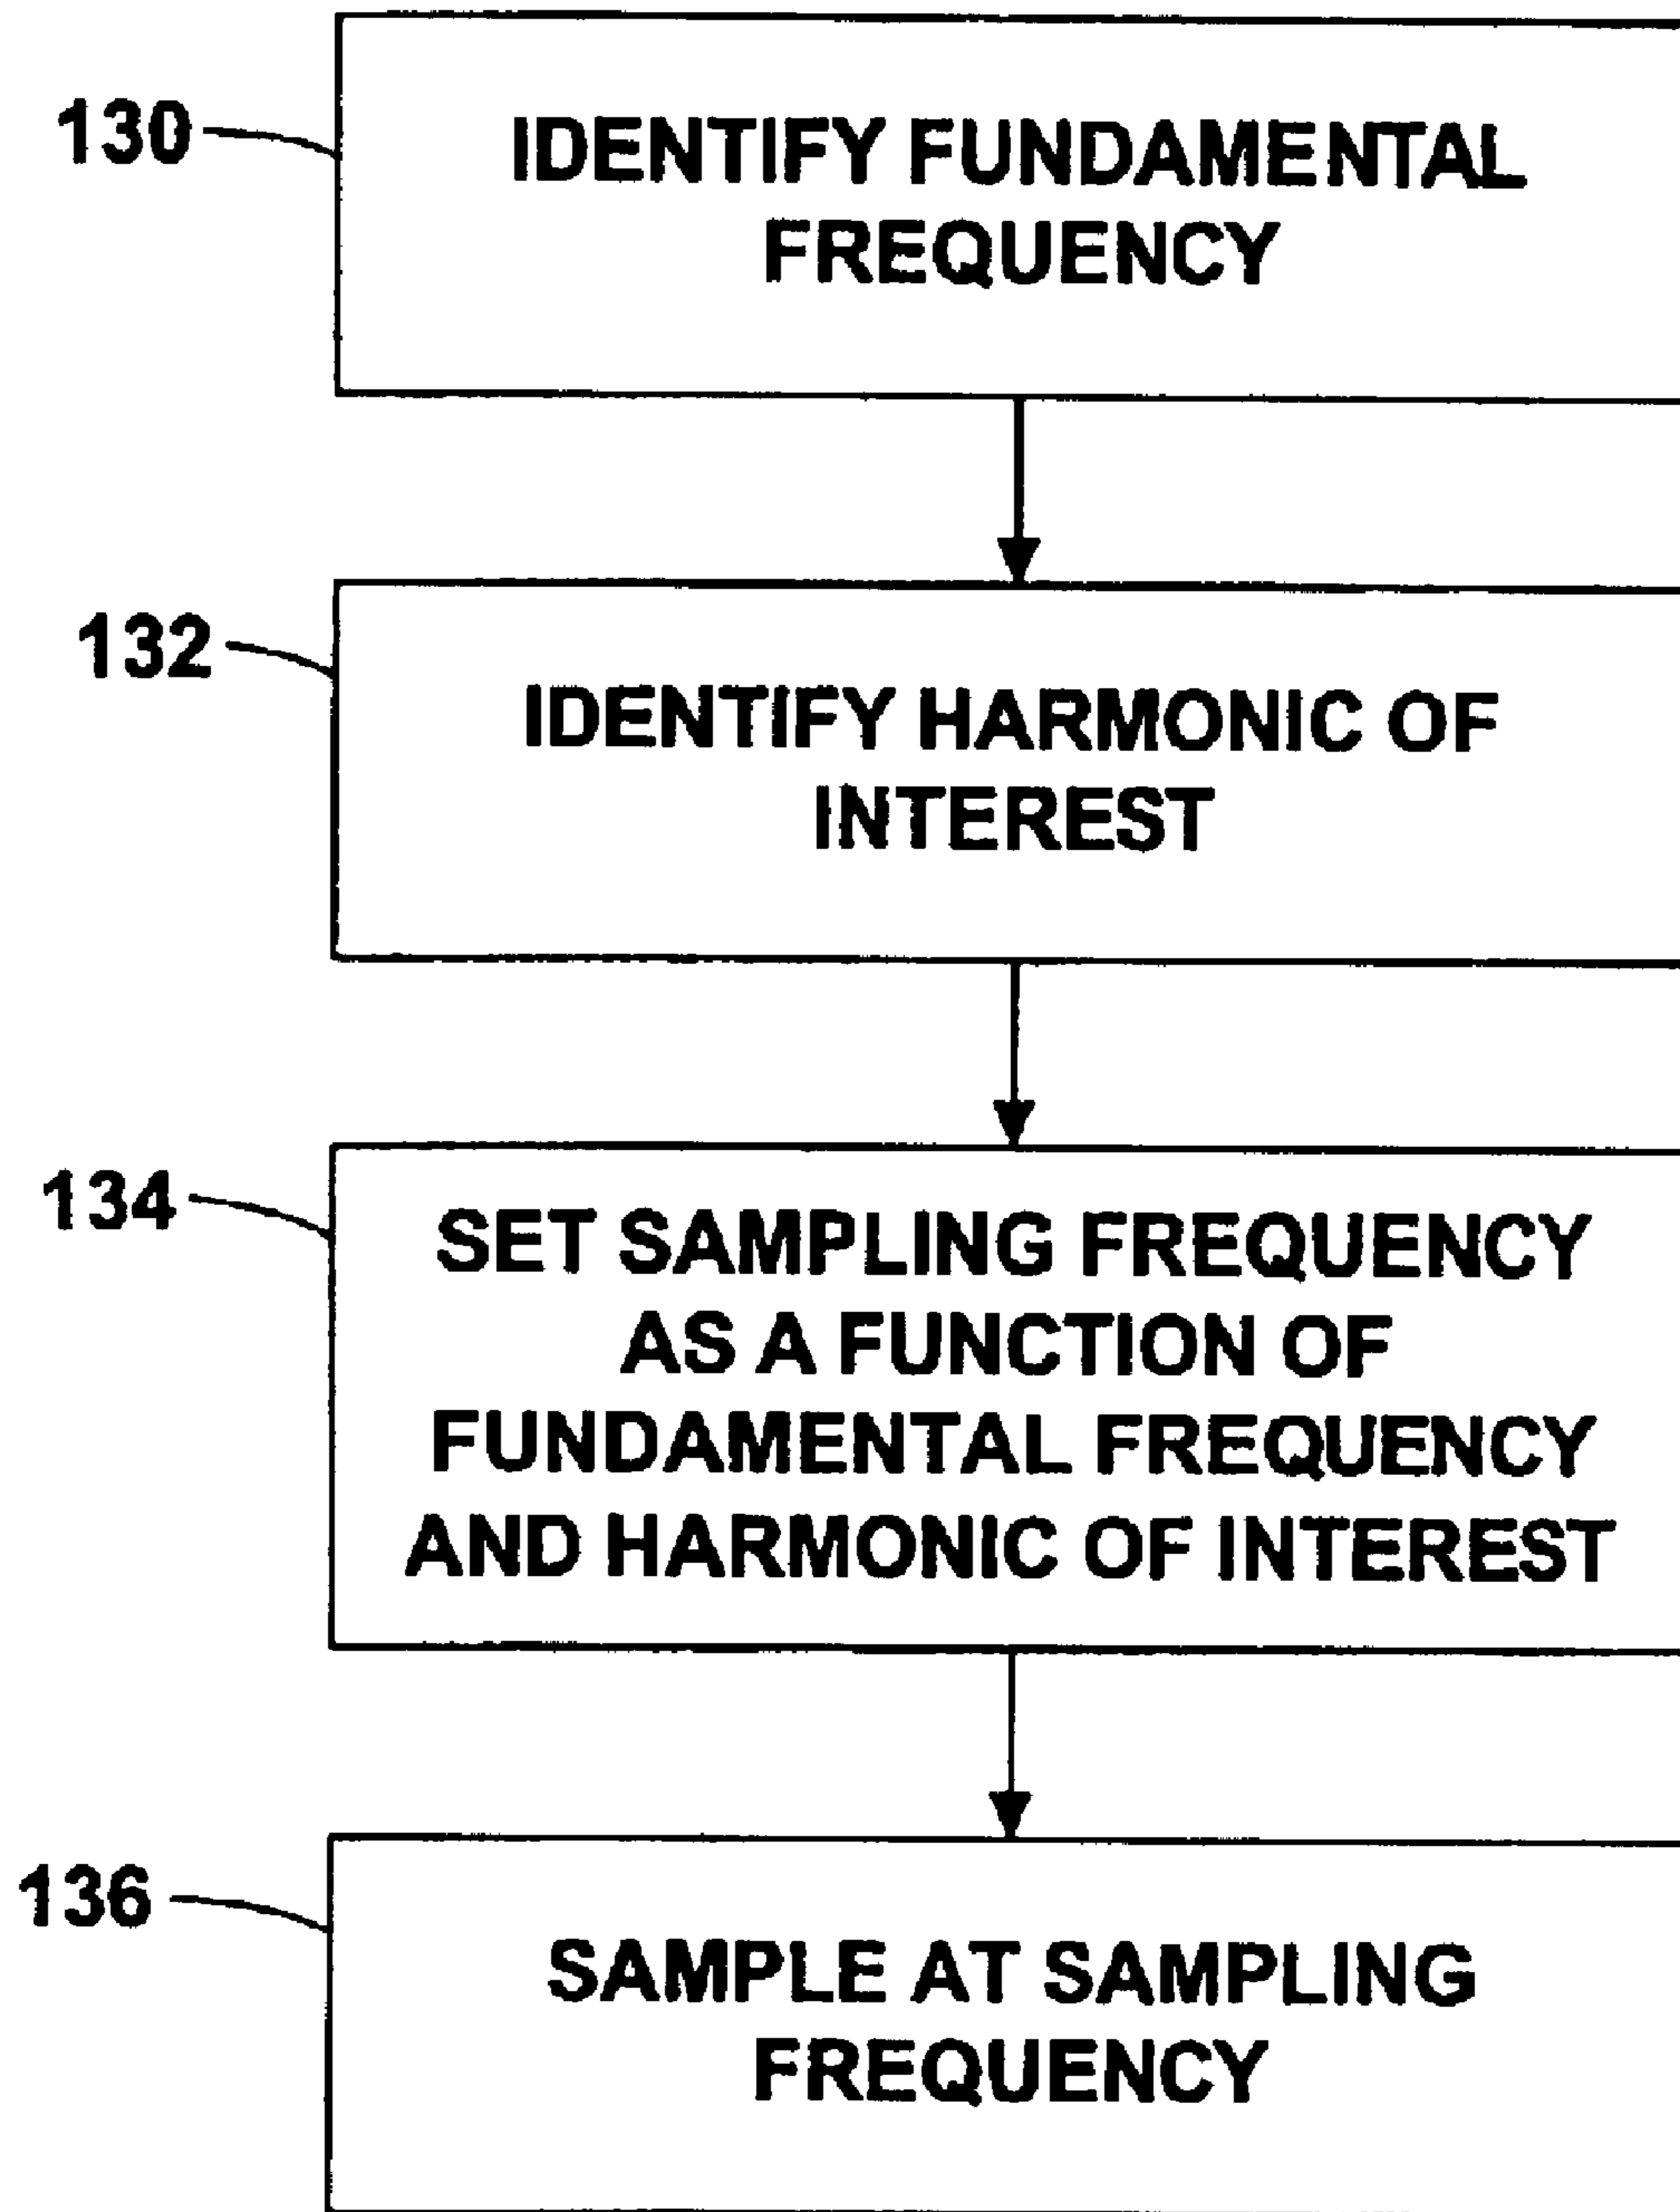 130
IDENTIFY FUNDAMENTAL
FREQUENCY
132
IDENTIFY HARMONIC OF
INTEREST
134
SET SAMPLING FREQUENCY
AS A FUNCTION OF
FUNDAMENTAL FREQUENCY
AND HARMONIC OF INTEREST
136
SAMPLE AT SAMPLING
FREQUENCY